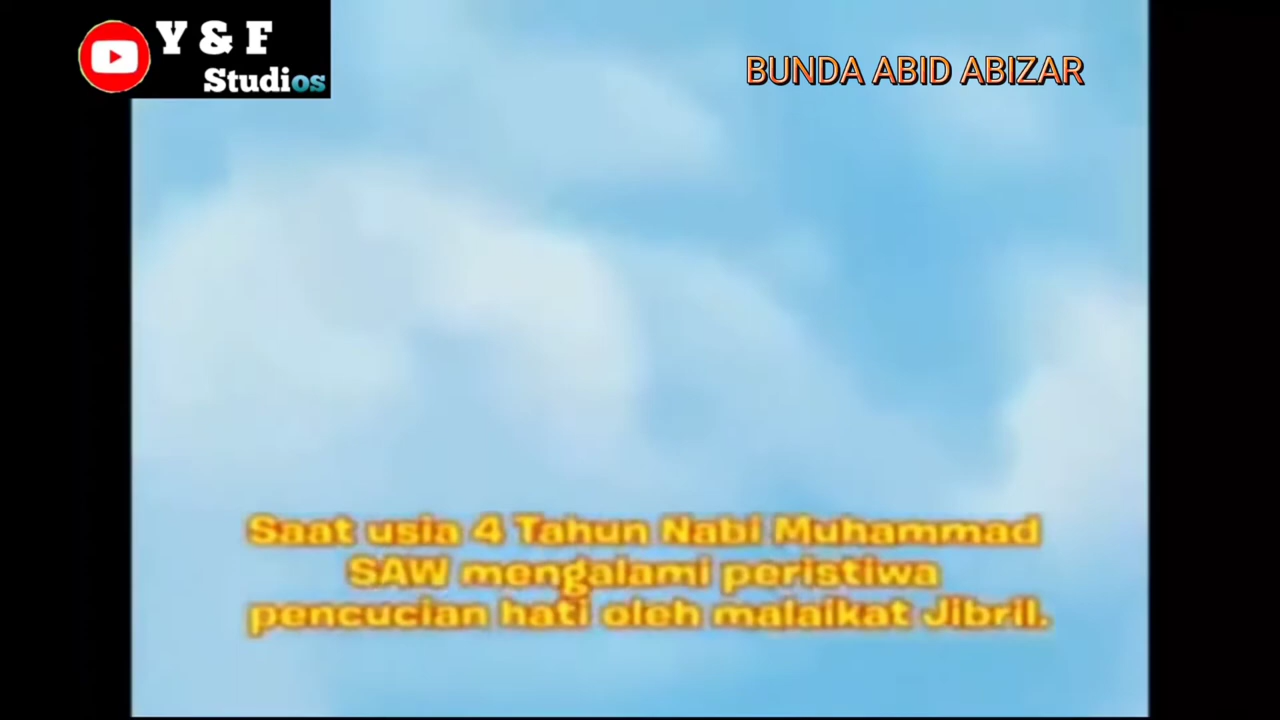 Y & F
Studios
BUNDA ABID ABIZAR
Saat usia 4 Tahun Nabi Muhammad
SAW mengalami peristiwa
pencucian hati oleh malaikat Jibril.